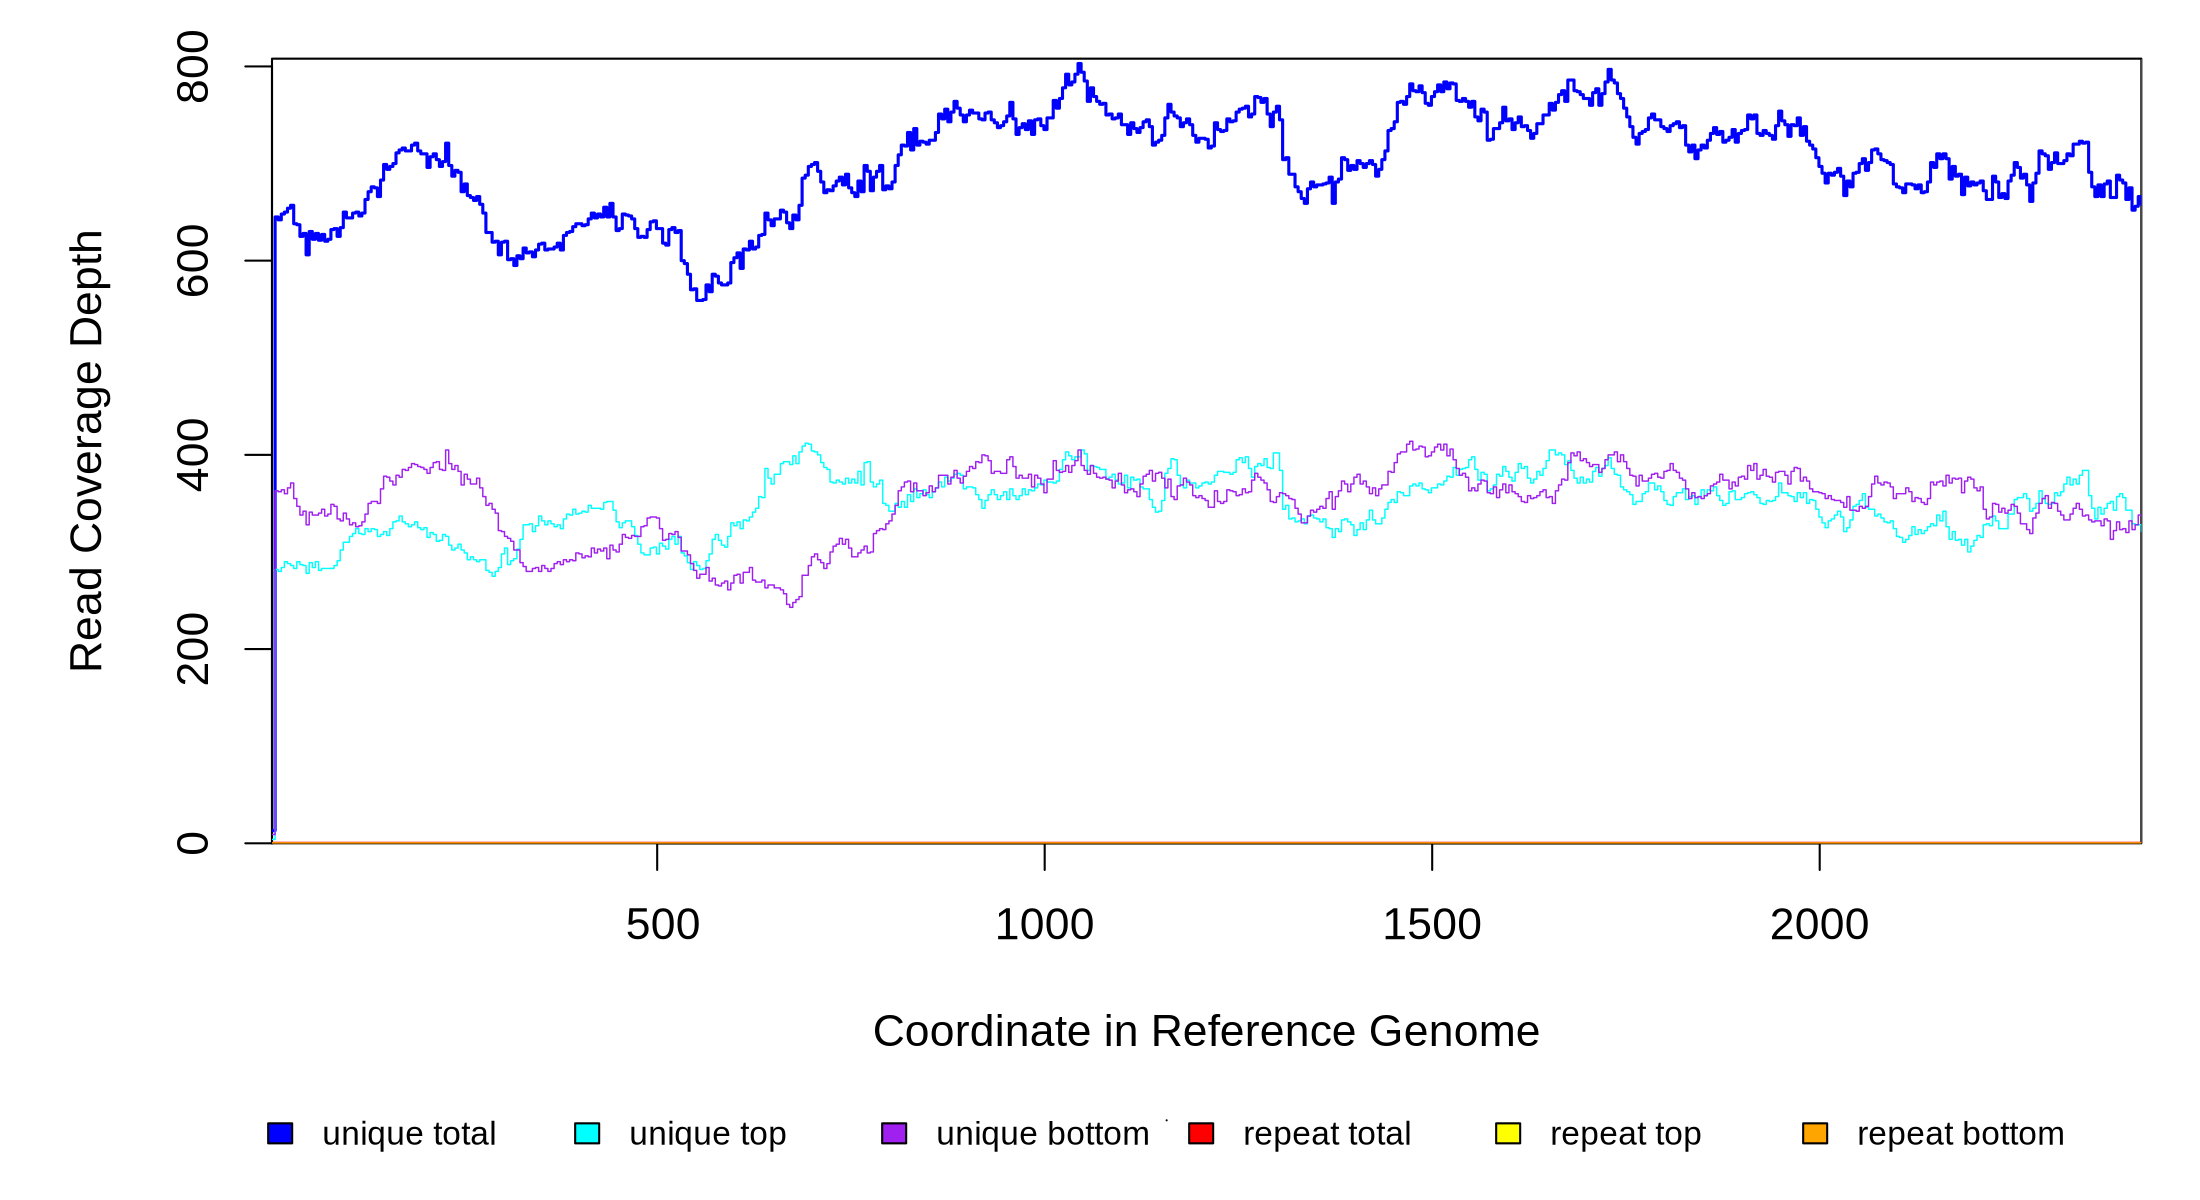 Read Coverage Depth
800
600
400
200
0
500 1000 1500 2000
Coordinate in Reference Genome
unique total unique top unique bottom repeat total repeat top repeat bottom